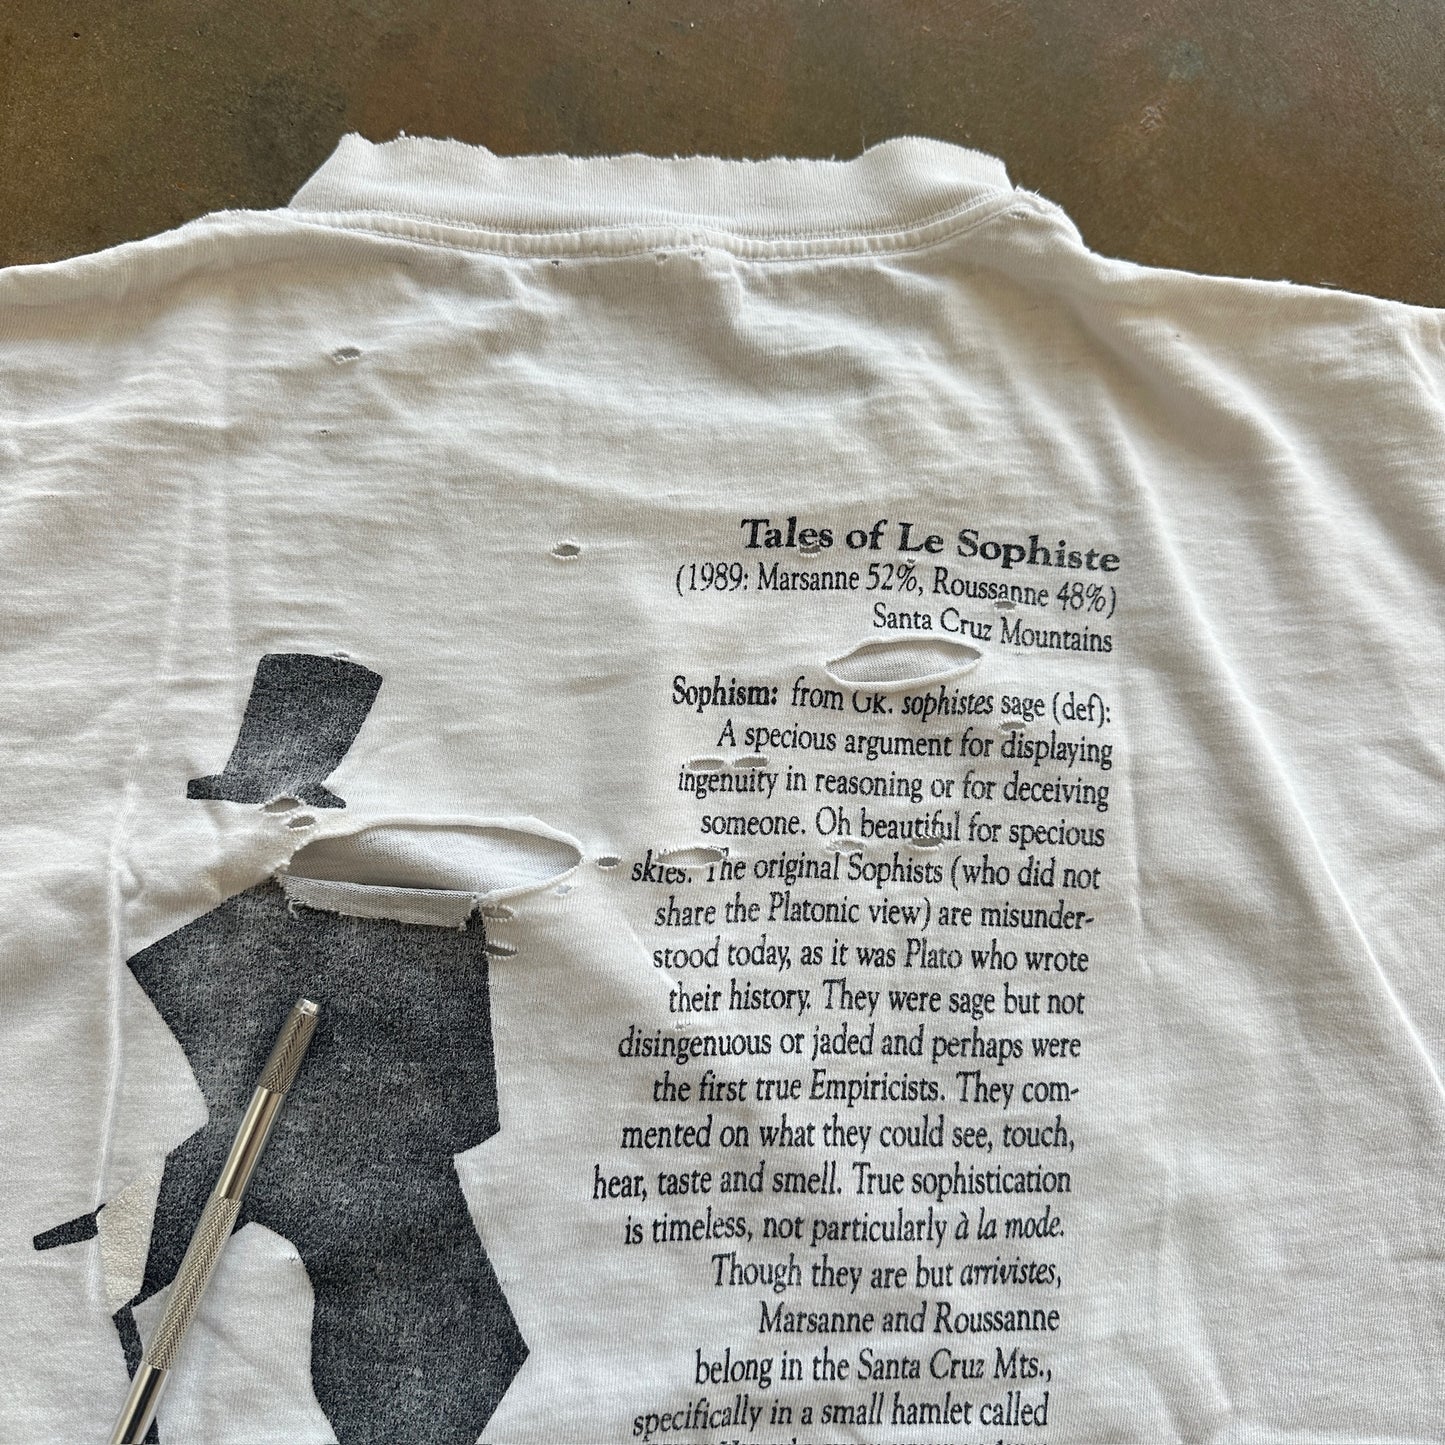 Tales of Le Sophiste
(1989: Marsanne 52%, Roussanne 48%)
Santa Cruz Mountains
Sophism: from Gk. sophistes sage (def):
A specious argument for displaying
ingenuity in reasoning or for deceiving
someone. Oh beautiful for specious
skies. The original Sophists (who did not
share the Platonic view) are misunder-
stood today, as it was Plato who wrote
their history. They were sage but not
disingenuous or jaded and perhaps were
the first true Empiricists. They com-
mented on what they could see, touch,
hear, taste and smell. True sophistication
is timeless, not particularly à la mode.
Though they are but arrivistes,
Marsanne and Roussanne
belong in the Santa Cruz Mts.,
specifically in a small hamlet called